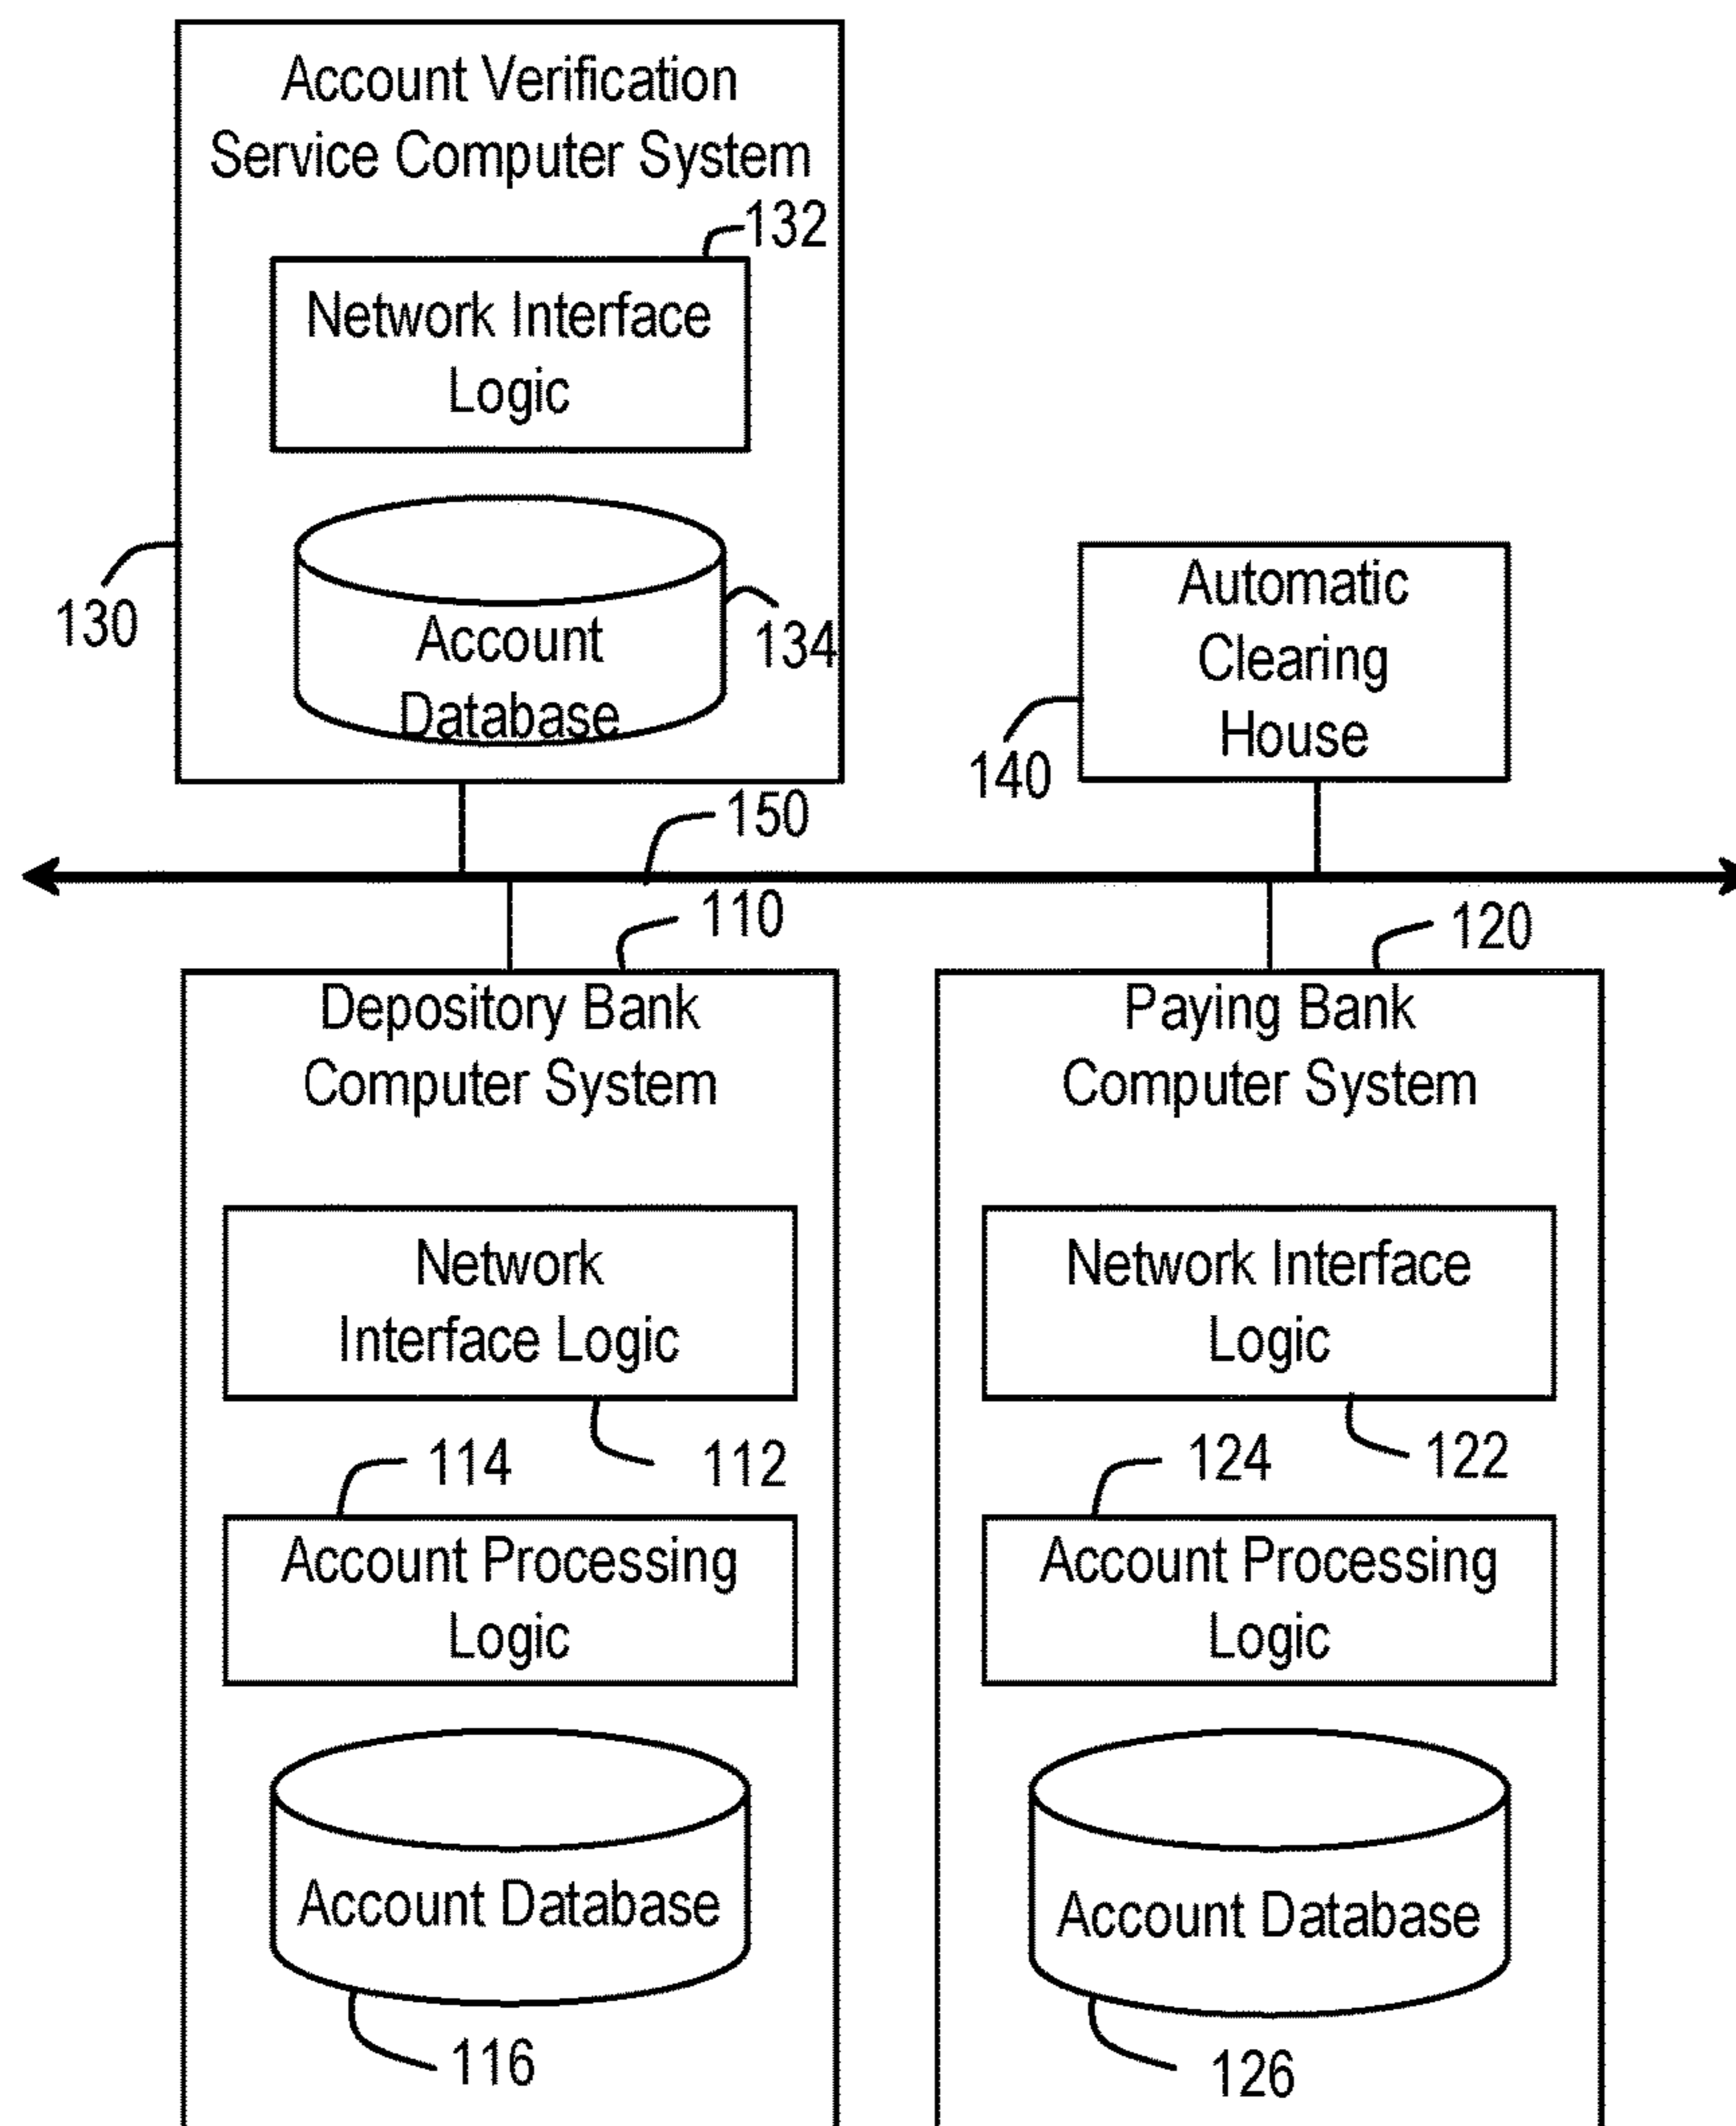 Account Verification
Service Computer System
132
Network Interface
Logic
130
Account
Database
134
Automatic
Clearing
House
140
150
110
120
Depository Bank
Computer System
Network
Interface Logic
112
114
Account Processing
Logic
Account Database
116
Paying Bank
Computer System
Network Interface
Logic
122
124
Account Processing
Logic
Account Database
126